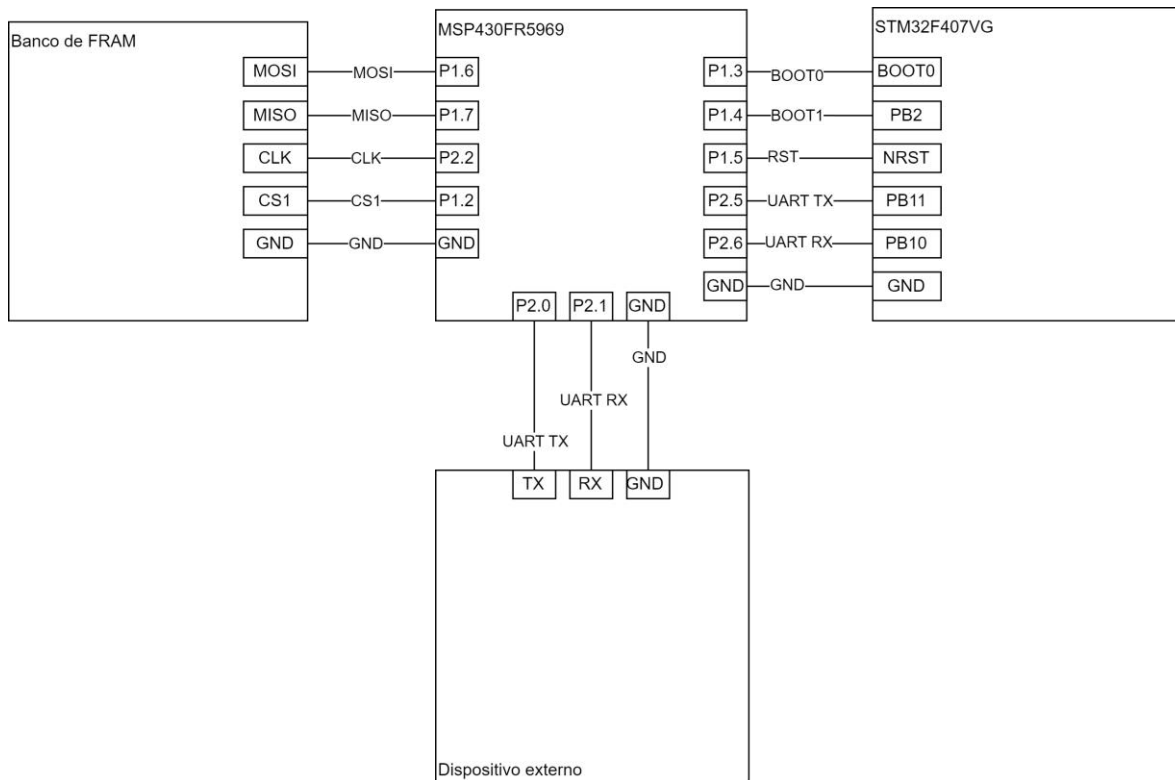 Banco de FRAM
MSP430FR5969
STM32F407VG
MOSI MOSI P1.6
MISO MISO P1.7
CLK CLK P2.2
CS1 CS1 P1.2
GND GND GND
P1.3 BOOT0 BOOT0
P1.4 BOOT1 PB2
P1.5 RST NRST
P2.5 UART TX PB11
P2.6 UART RX PB10
GND GND GND
P2.0 P2.1 GND
GND
UART RX
UART TX
TX RX GND
Dispositivo externo